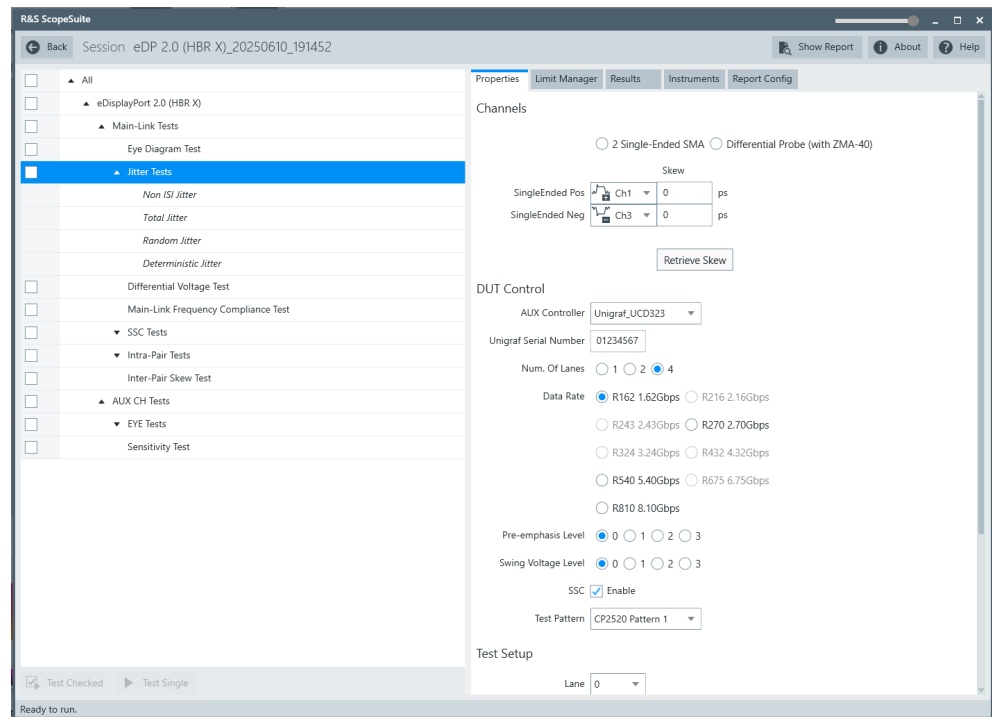 R&S ScopeSuite
Back Session eDP 2.0 (HBR X)_20250610_191452 Show Report About Help
All
eDisplayPort 2.0 (HBR X)
Main-Link Tests
Eye Diagram Test
Jitter Tests
Non ISI Jitter
Total Jitter
Random Jitter
Deterministic Jitter
Differential Voltage Test
Main-Link Frequency Compliance Test
SSC Tests
Intra-Pair Tests
Inter-Pair Skew Test
AUX CH Tests
EYE Tests
Sensitivity Test
Test Checked Test Single
Properties Limit Manager Results Instruments Report Config
Channels
2 Single-Ended SMA Differential Probe (with ZMA-40)
Skew
SingleEnded Pos Ch1 0 ps
SingleEnded Neg Ch3 0 ps
Retrieve Skew
DUT Control
AUX Controller Unigraf_UCD323
Unigraf Serial Number 01234567
Num. Of Lanes 1 2 4
Data Rate R162 1.62Gbps R216 2.16Gbps
R243 2.43Gbps R270 2.70Gbps
R324 3.24Gbps R432 4.32Gbps
R540 5.40Gbps R675 6.75Gbps
R810 8.10Gbps
Pre-emphasis Level 0 1 2 3
Swing Voltage Level 0 1 2 3
SSC Enable
Test Pattern CP2520 Pattern 1
Test Setup
Lane 0
Ready to run.